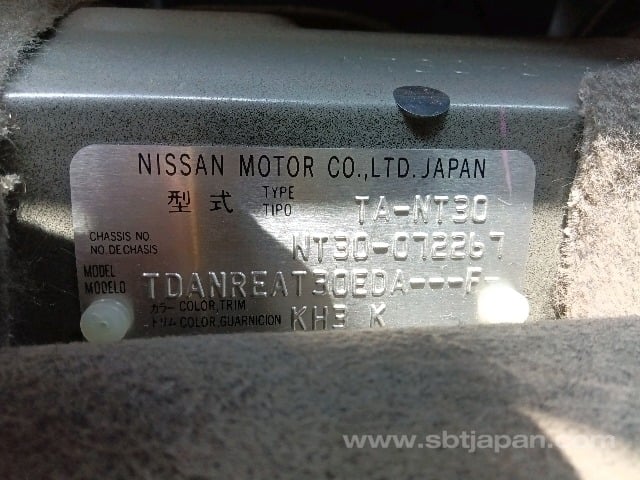 NISSAN MOTOR CO.,LTD. JAPAN
型式 TYPE TIPO TA-NT30
CHASSIS NO. NO.DE CHASIS NT30-072267
MODEL MODELO TDANREAT30EDA---F-
カラー COLOR,TRIM
トリム COLOR,GUARNICION KH3 K
www.sbtjapan.com